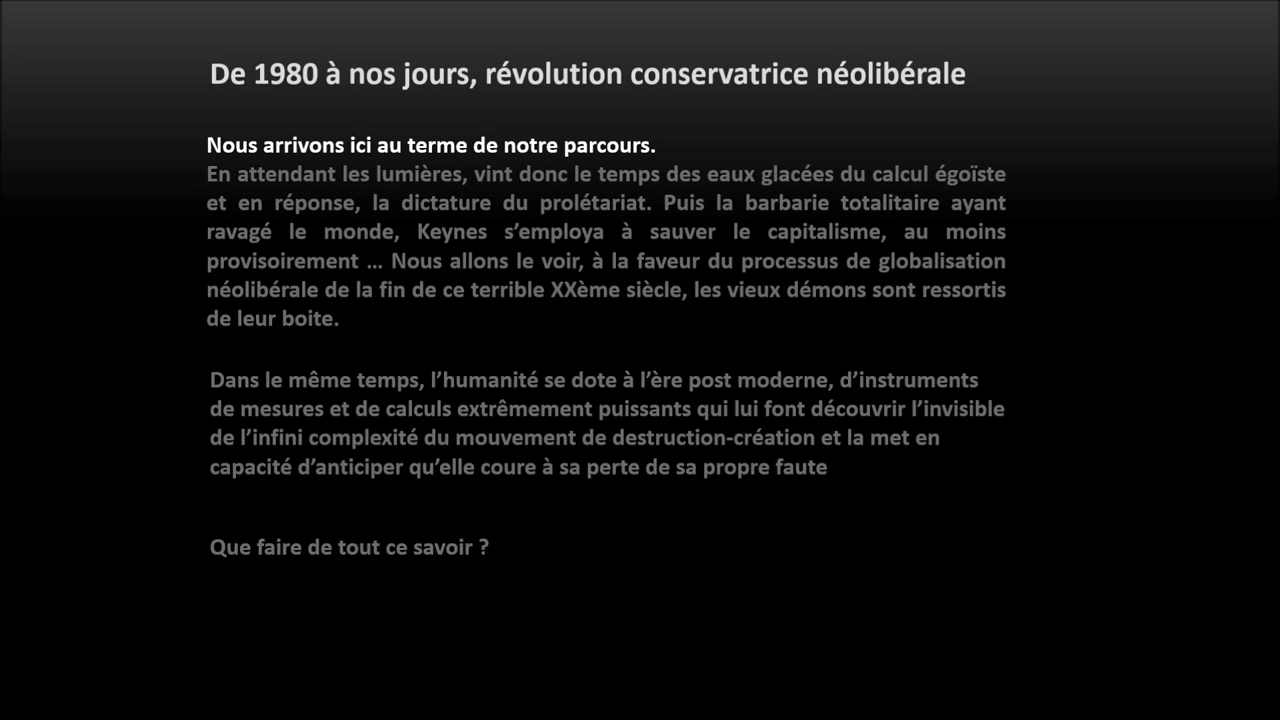 De 1980 à nos jours, révolution conservatrice néolibérale
Nous arrivons ici au terme de notre parcours.
En attendant les lumières, vint donc le temps des eaux glacées du calcul égoïste
et en réponse, la dictature du prolétariat. Puis la barbarie totalitaire ayant
ravagé le monde, Keynes s’employa à sauver le capitalisme, au moins
provisoirement … Nous allons le voir, à la faveur du processus de globalisation
néolibérale de la fin de ce terrible XXème siècle, les vieux démons sont ressortis
de leur boite.
Dans le même temps, l’humanité se dote à l’ère post moderne, d’instruments
de mesures et de calculs extrêmement puissants qui lui font découvrir l’invisible
de l’infini complexité du mouvement de destruction-création et la met en
capacité d’anticiper qu’elle coure à sa perte de sa propre faute
Que faire de tout ce savoir ?